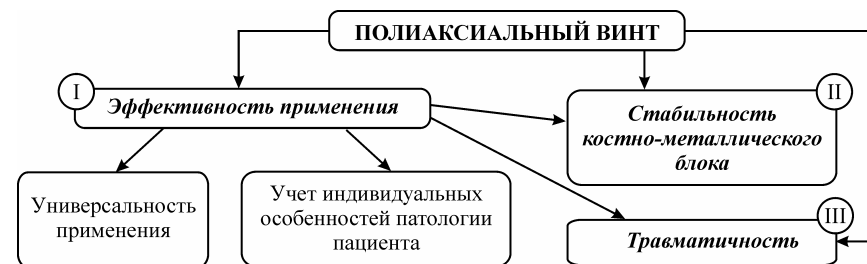 ПОЛИАКСИАЛЬНЫЙ ВИНТ
I
Эффективность применения
II
Стабильность
костно-металлического
блока
Универсальность
применения
Учет индивидуальных
особенностей патологии
пациента
III
Травматичность